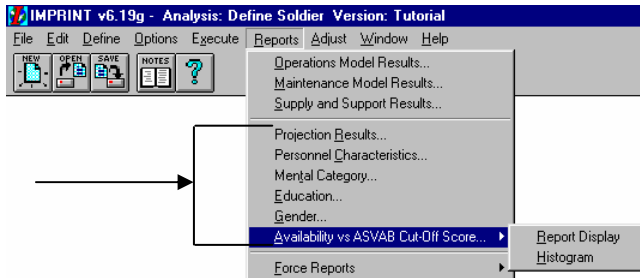 IMPRINT v6.19g - Analysis: Define Soldier Version: Tutorial
File Edit Define Options Execute Reports Adjust Window Help
NEW OPEN SAVE NOTES ?
Operations Model Results...
Maintenance Model Results...
Supply and Support Results...
Projection Results...
Personnel Characteristics...
Mental Category...
Education...
Gender...
Availability vs ASVAB Cut-Off Score...
Report Display
Histogram
Force Reports